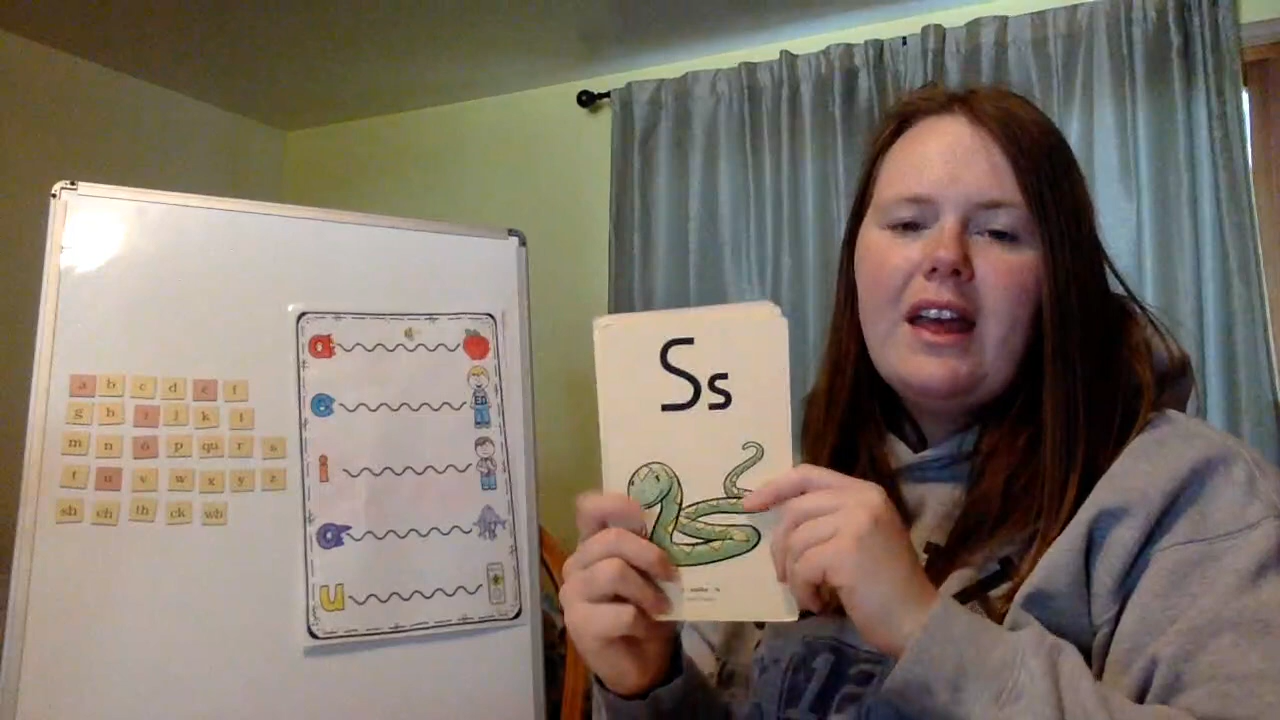 a b c d e f
g h i j k l
m n o p qu r s
t u v w x y z
sh ch th ck wh
a
e
i
o
u
Ss